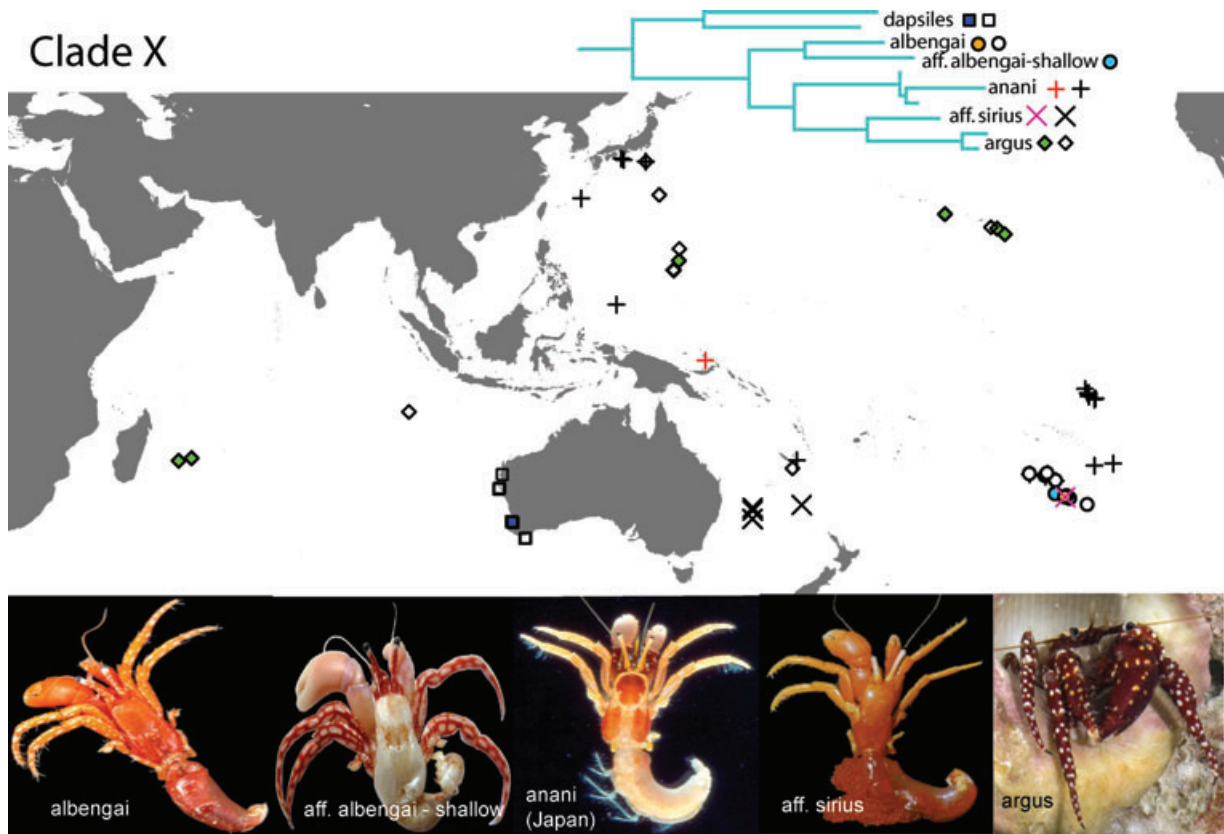 Clade X
dapsiles
albengai
aff. albengai-shallow
anani
aff. sirius
argus
albengai
aff. albengai - shallow
anani
(Japan)
aff. sirius
argus